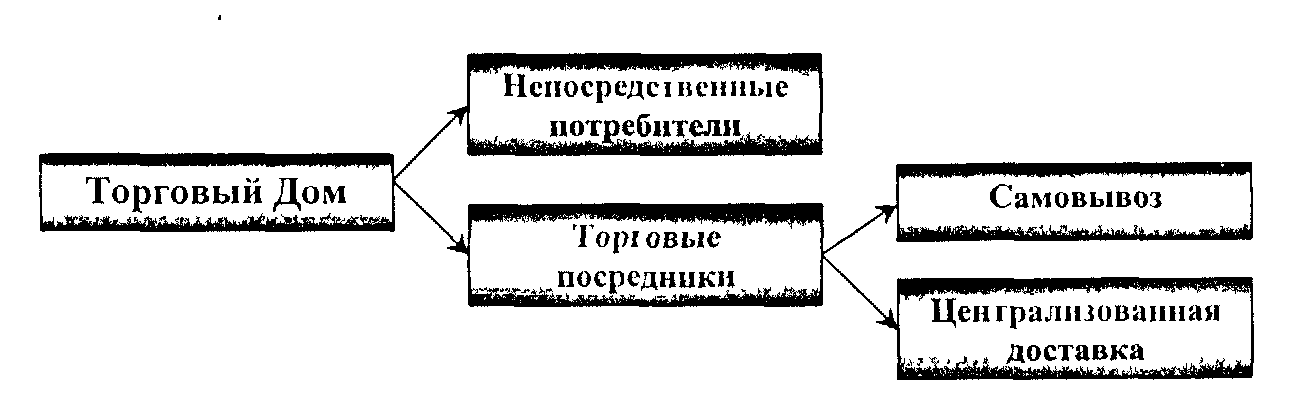 Непосредственные
потребители
Торговый Дом
Самовывоз
Торговые
посредники
Централизованная
доставка